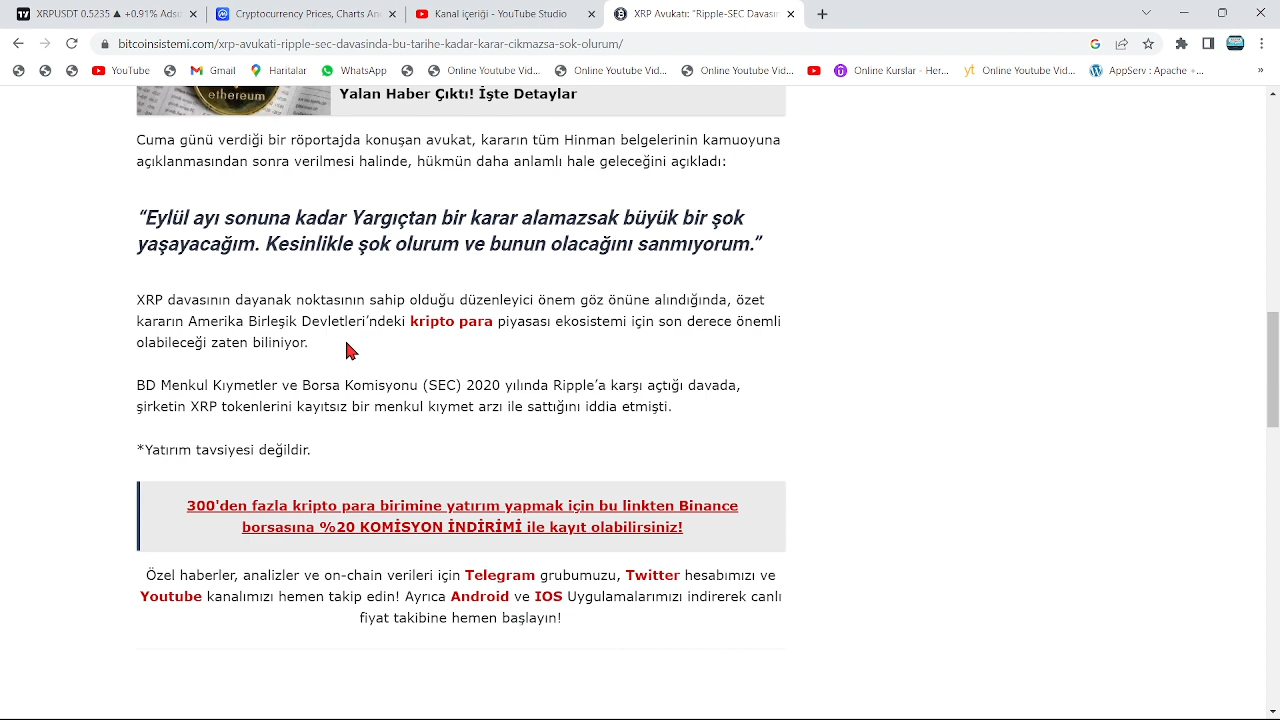 XRPUSDT 0.5235 ▲ +0.91% Adsı
Cryptocurrency Prices, Charts An
Kanal içeriği - YouTube Studio
XRP Avukatı: "Ripple-SEC Davasın
bitcoinsistemi.com/xrp-avukati-ripple-sec-davasinda-bu-tarihe-kadar-karar-cikmazsa-sok-olurum/
YouTube
Gmail
Haritalar
WhatsApp
Online Youtube Vid...
Online Youtube Vid...
Online Youtube Vid...
Online Kurslar - Her...
Online Youtube Vid...
AppServ : Apache +...
ethereum
Yalan Haber Çıktı! İşte Detaylar
Cuma günü verdiği bir röportajda konuşan avukat, kararın tüm Hinman belgelerinin kamuoyuna
açıklanmasından sonra verilmesi halinde, hükmün daha anlamlı hale geleceğini açıkladı:
“Eylül ayı sonuna kadar Yargıçtan bir karar alamazsak büyük bir şok
yaşayacağım. Kesinlikle şok olurum ve bunun olacağını sanmıyorum.”
XRP davasının dayanak noktasının sahip olduğu düzenleyici önem göz önüne alındığında, özet
kararın Amerika Birleşik Devletleri’ndeki kripto para piyasası ekosistemi için son derece önemli
olabileceği zaten biliniyor.
BD Menkul Kıymetler ve Borsa Komisyonu (SEC) 2020 yılında Ripple’a karşı açtığı davada,
şirketin XRP tokenlerini kayıtsız bir menkul kıymet arzı ile sattığını iddia etmişti.
*Yatırım tavsiyesi değildir.
300'den fazla kripto para birimine yatırım yapmak için bu linkten Binance
borsasına %20 KOMİSYON İNDİRİMİ ile kayıt olabilirsiniz!
Özel haberler, analizler ve on-chain verileri için Telegram grubumuzu, Twitter hesabımızı ve
Youtube kanalımızı hemen takip edin! Ayrıca Android ve IOS Uygulamalarımızı indirerek canlı
fiyat takibine hemen başlayın!